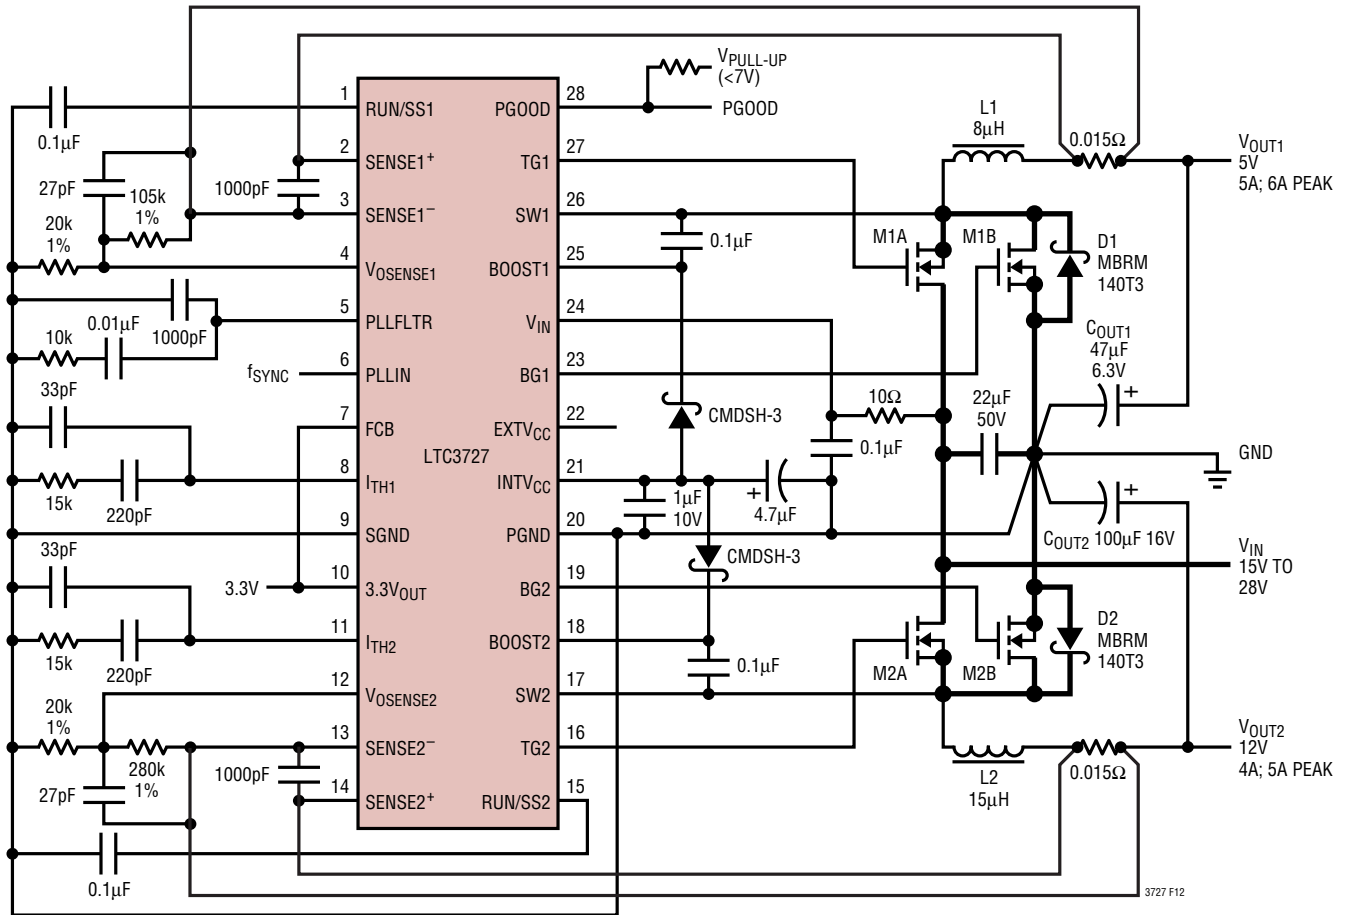 V_PULL-UP
(<7V)
PGOOD
0.1µF
27pF
105k
1%
20k
1%
1000pF
0.01µF
1000pF
10k
f_SYNC
33pF
15k
220pF
33pF
3.3V
15k
220pF
20k
1%
280k
1%
27pF
1000pF
0.1µF
1
2
3
4
5
6
7
8
9
10
11
12
13
14
RUN/SS1
SENSE1+
SENSE1–
V_OSENSE1
PLLFLTR
PLLIN
FCB
I_TH1
SGND
3.3V_OUT
I_TH2
V_OSENSE2
SENSE2–
SENSE2+
LTC3727
PGOOD
TG1
SW1
BOOST1
V_IN
BG1
EXTV_CC
INTV_CC
PGND
BG2
BOOST2
SW2
TG2
RUN/SS2
28
27
26
25
24
23
22
21
20
19
18
17
16
15
0.1µF
CMDSH-3
10Ω
0.1µF
1µF
10V
+
4.7µF
CMDSH-3
0.1µF
L1
8µH
0.015Ω
V_OUT1
5V
5A; 6A PEAK
M1A
M1B
D1
MBRM
140T3
C_OUT1
47µF
6.3V
+
22µF
50V
GND
+
C_OUT2 100µF 16V
V_IN
15V TO
28V
M2A
M2B
D2
MBRM
140T3
L2
15µH
0.015Ω
V_OUT2
12V
4A; 5A PEAK
3727 F12